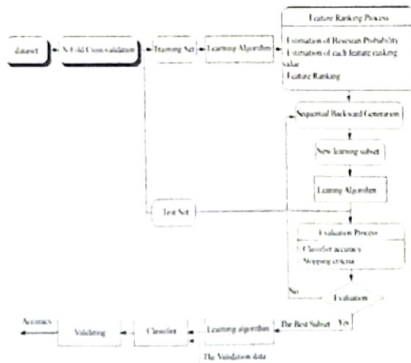 Feature Ranking Process
dataset
N Fold Cross-validation
Training Set
Learning Algorithm
Estimation of Bayesian Probability
Estimation of each feature ranking
value
Feature Ranking
Sequential Backward Generation
New learning subset
Learning Algorithm
Test Set
Evaluation Process
Classifier accuracy
Stopping criteria
No
Evaluation
Yes
The Best Subset
Learning algorithm
Classifier
Validating
Accuracy
The Validation data